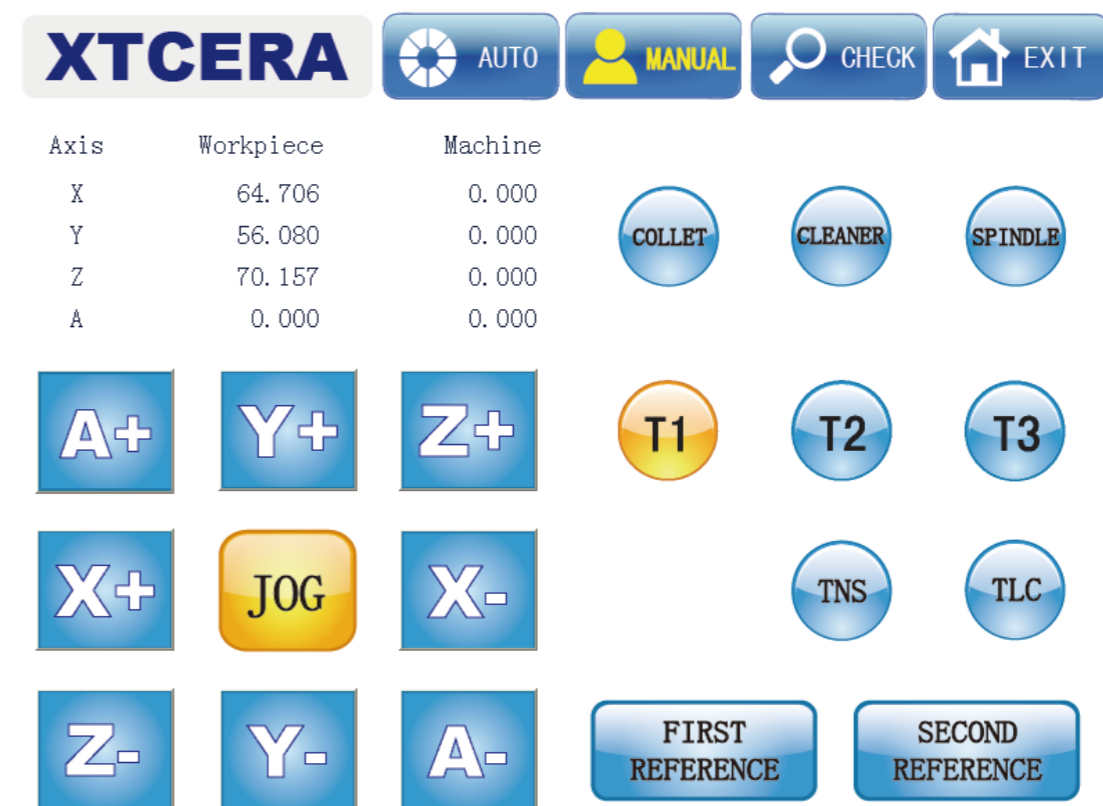 XTCERA AUTO MANUAL CHECK EXIT
Axis Workpiece Machine
X 64.706 0.000
Y 56.080 0.000
Z 70.157 0.000
A 0.000 0.000
COLLET CLEANER SPINDLE
A+ Y+ Z+
T1 T2 T3
X+ JOG X-
TNS TLC
Z- Y- A-
FIRST
REFERENCE
SECOND
REFERENCE